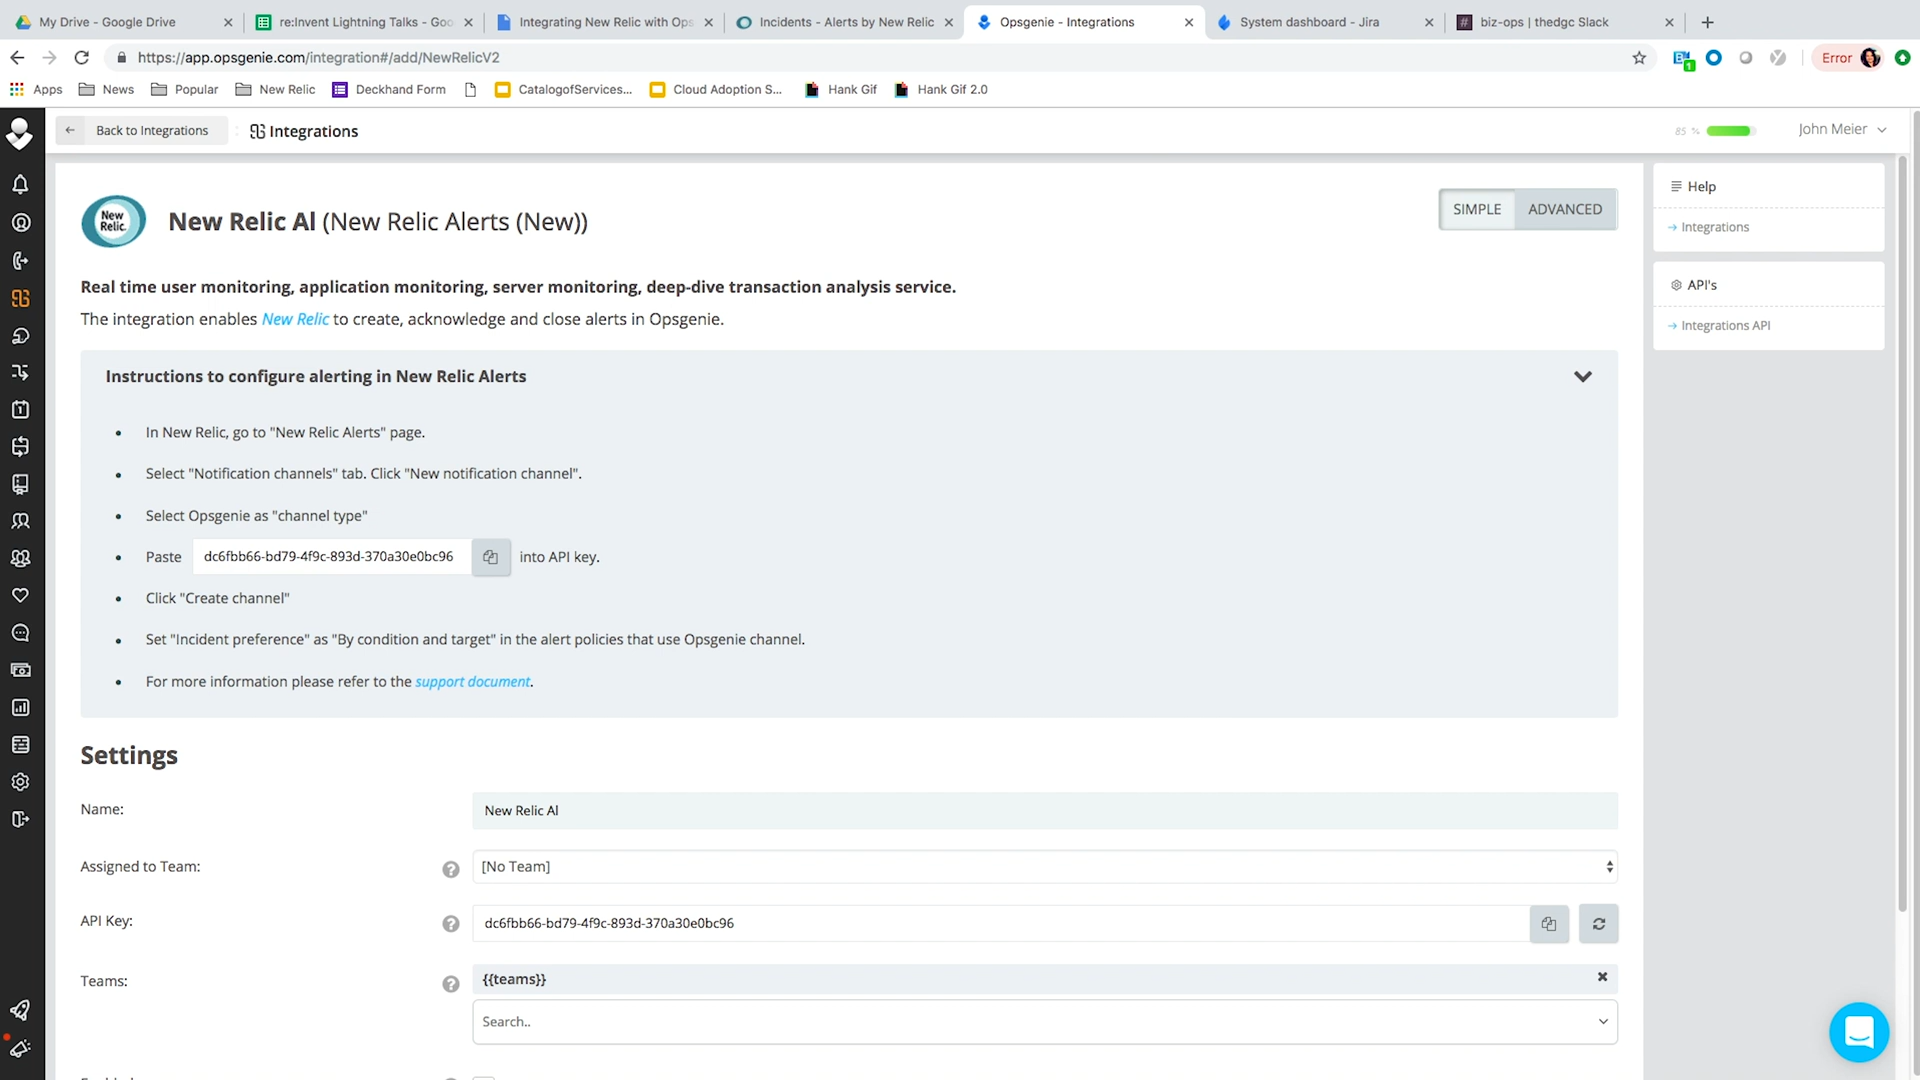 My Drive - Google Drive
re:Invent Lightning Talks - Goo
Integrating New Relic with Ops
Incidents - Alerts by New Relic
Opsgenie - Integrations
System dashboard - Jira
biz-ops | thedgc Slack
https://app.opsgenie.com/integration#/add/NewRelicV2
1
Error
Apps
News
Popular
New Relic
Deckhand Form
CatalogofServices...
Cloud Adoption S...
Hank Gif
Hank Gif 2.0
Back to Integrations
Integrations
85 %
John Meier
New Relic.
New Relic AI (New Relic Alerts (New))
SIMPLE
ADVANCED
Help
Integrations
API's
Integrations API
Real time user monitoring, application monitoring, server monitoring, deep-dive transaction analysis service.
The integration enables New Relic to create, acknowledge and close alerts in Opsgenie.
Instructions to configure alerting in New Relic Alerts
In New Relic, go to "New Relic Alerts" page.
Select "Notification channels" tab. Click "New notification channel".
Select Opsgenie as "channel type"
Paste dc6fbb66-bd79-4f9c-893d-370a30e0bc96 into API key.
Click "Create channel"
Set "Incident preference" as "By condition and target" in the alert policies that use Opsgenie channel.
For more information please refer to the support document.
Settings
Name:
New Relic AI
Assigned to Team:
?
[No Team]
API Key:
?
dc6fbb66-bd79-4f9c-893d-370a30e0bc96
Teams:
?
{{teams}}
Search..